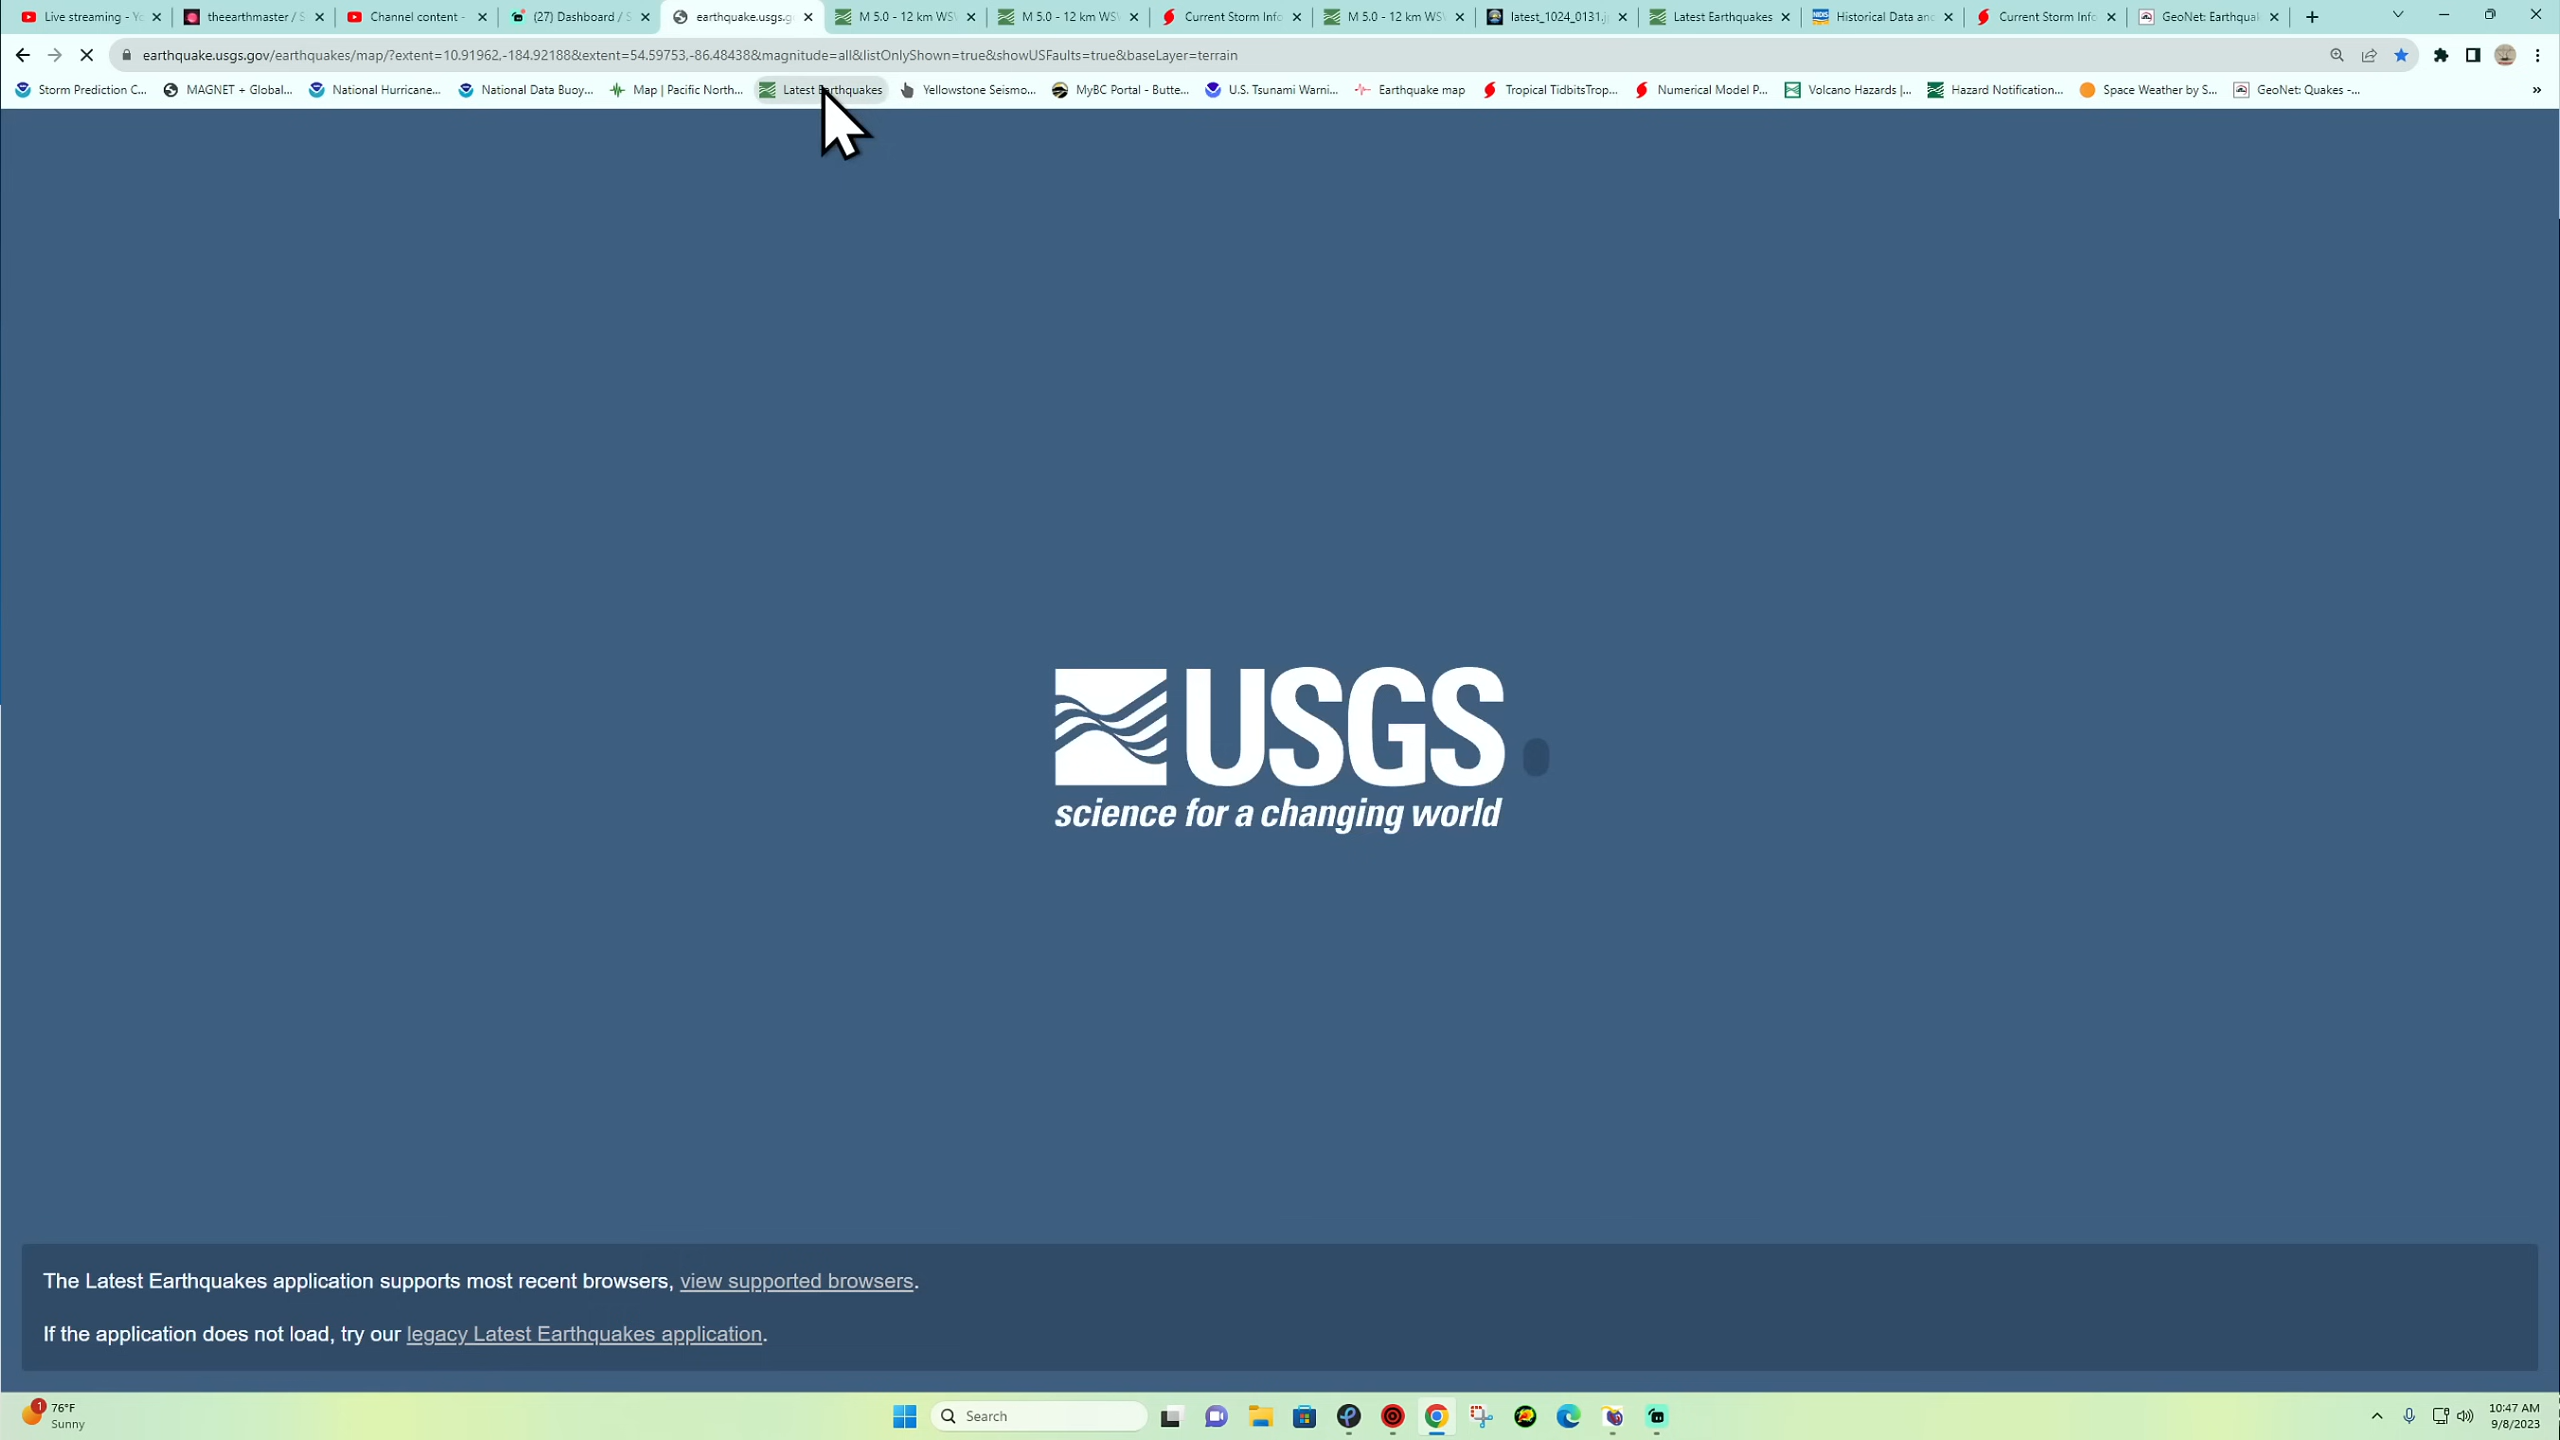 Live streaming - Yo
theearthmaster / S
Channel content -
(27) Dashboard / S
earthquake.usgs.g
M 5.0 - 12 km WSW
M 5.0 - 12 km WSW
Current Storm Info
M 5.0 - 12 km WSW
latest_1024_0131.j
Latest Earthquakes
Historical Data and
Current Storm Info
GeoNet: Earthquak
earthquake.usgs.gov/earthquakes/map/?extent=10.91962,-184.92188&extent=54.59753,-86.48438&magnitude=all&listOnlyShown=true&showUSFaults=true&baseLayer=terrain
Storm Prediction C...
MAGNET + Global...
National Hurricane...
National Data Buoy...
Map | Pacific North...
Latest Earthquakes
Yellowstone Seismo...
MyBC Portal - Butte...
U.S. Tsunami Warni...
Earthquake map
Tropical TidbitsTrop...
Numerical Model P...
Volcano Hazards |...
Hazard Notification...
Space Weather by S...
GeoNet: Quakes -...
»
USGS
science for a changing world
The Latest Earthquakes application supports most recent browsers, view supported browsers.
If the application does not load, try our legacy Latest Earthquakes application.
1
76°F
Sunny
Search
10:47 AM
9/8/2023